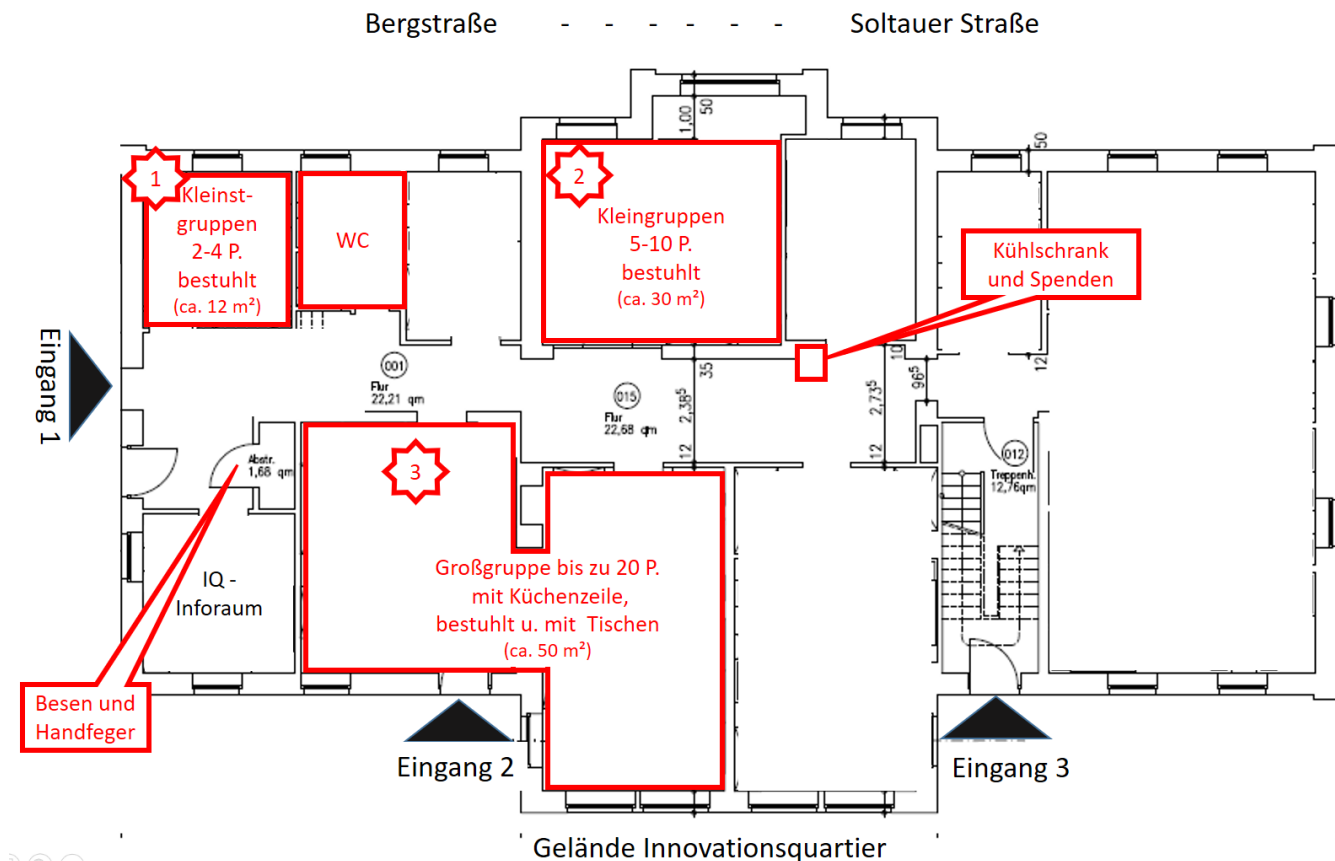 Bergstraße - - - - - - Soltauer Straße
1
Kleinst-
gruppen
2-4 P.
bestuhlt
(ca. 12 m²)
WC
2
Kleingruppen
5-10 P.
bestuhlt
(ca. 30 m²)
1,00
50
50
Kühlschrank
und Spenden
Eingang 1
001
Flur
22,21 qm
015
Flur
22,68 qm
35
2,38⁵
12
10
2,73⁵
12
96⁵
12
Abstr.
1,68 qm
3
012
Treppenh.
12,76qm
IQ -
Inforaum
Großgruppe bis zu 20 P.
mit Küchenzeile,
bestuhlt u. mit Tischen
(ca. 50 m²)
Besen und
Handfeger
Eingang 2
Eingang 3
Gelände Innovationsquartier